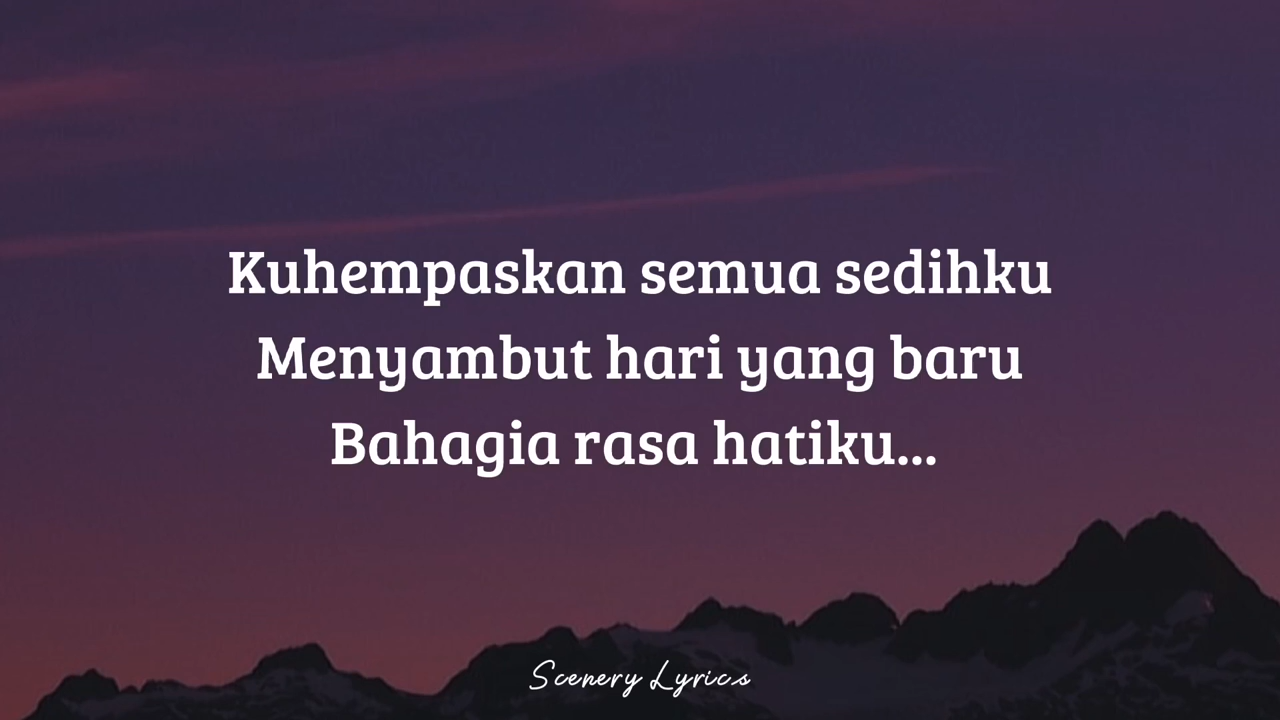 Kuhempaskan semua sedihku
Menyambut hari yang baru
Bahagia rasa hatiku...
Scenery Lyrics